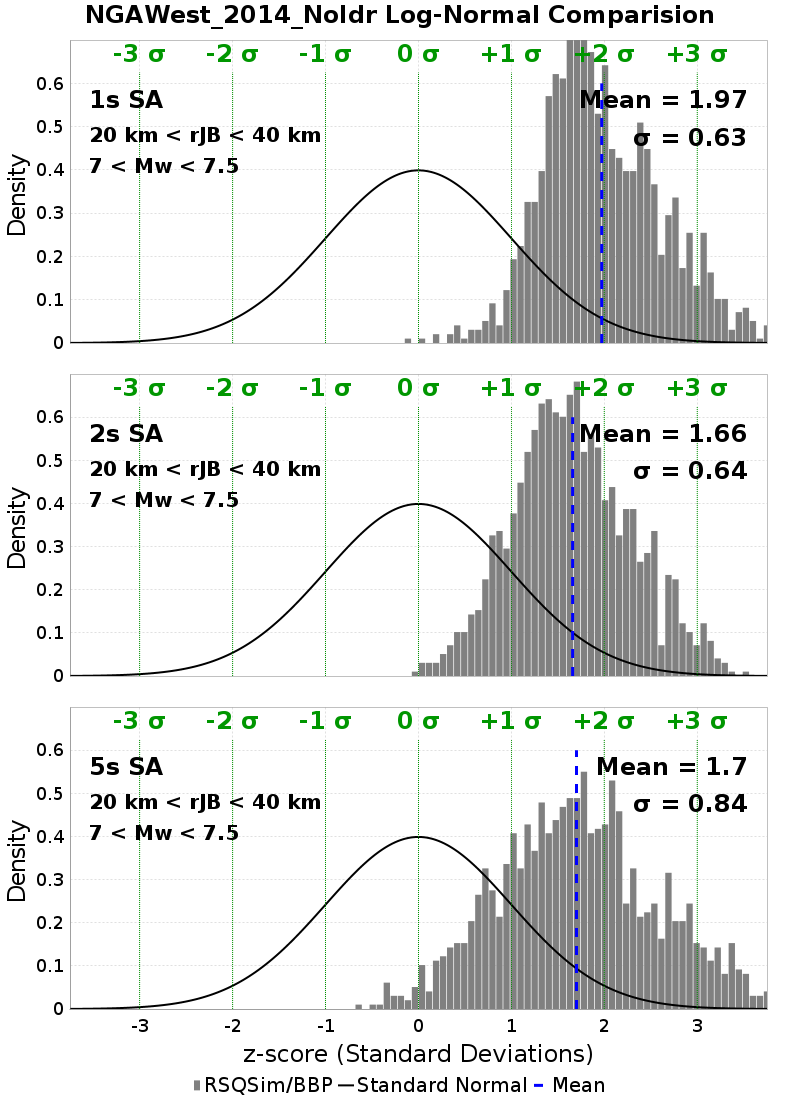 NGAWest_2014_NoIdr Log-Normal Comparision
-3 σ -2 σ -1 σ 0 σ +1 σ +2 σ +3 σ
0.6
1s SA Mean = 1.97
0.5
20 km < rJB < 40 km σ = 0.63
7 < Mw < 7.5
0.4
0.3
0.2
0.1
0
Density
-3 σ -2 σ -1 σ 0 σ +1 σ +2 σ +3 σ
0.6
2s SA Mean = 1.66
0.5
20 km < rJB < 40 km σ = 0.64
7 < Mw < 7.5
0.4
0.3
0.2
0.1
0
Density
-3 σ -2 σ -1 σ 0 σ +1 σ +2 σ +3 σ
0.6
5s SA Mean = 1.7
0.5
20 km < rJB < 40 km σ = 0.84
7 < Mw < 7.5
0.4
0.3
0.2
0.1
0
Density
-3 -2 -1 0 1 2 3
z-score (Standard Deviations)
RSQSim/BBP Standard Normal Mean